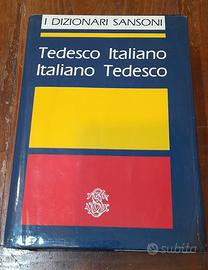 I DIZIONARI SANSONI
Tedesco Italiano
Italiano Tedesco
subito